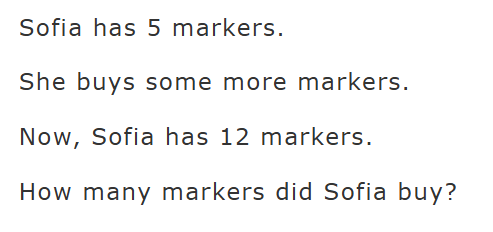 Sofia has 5 markers.
She buys some more markers.
Now, Sofia has 12 markers.
How many markers did Sofia buy?